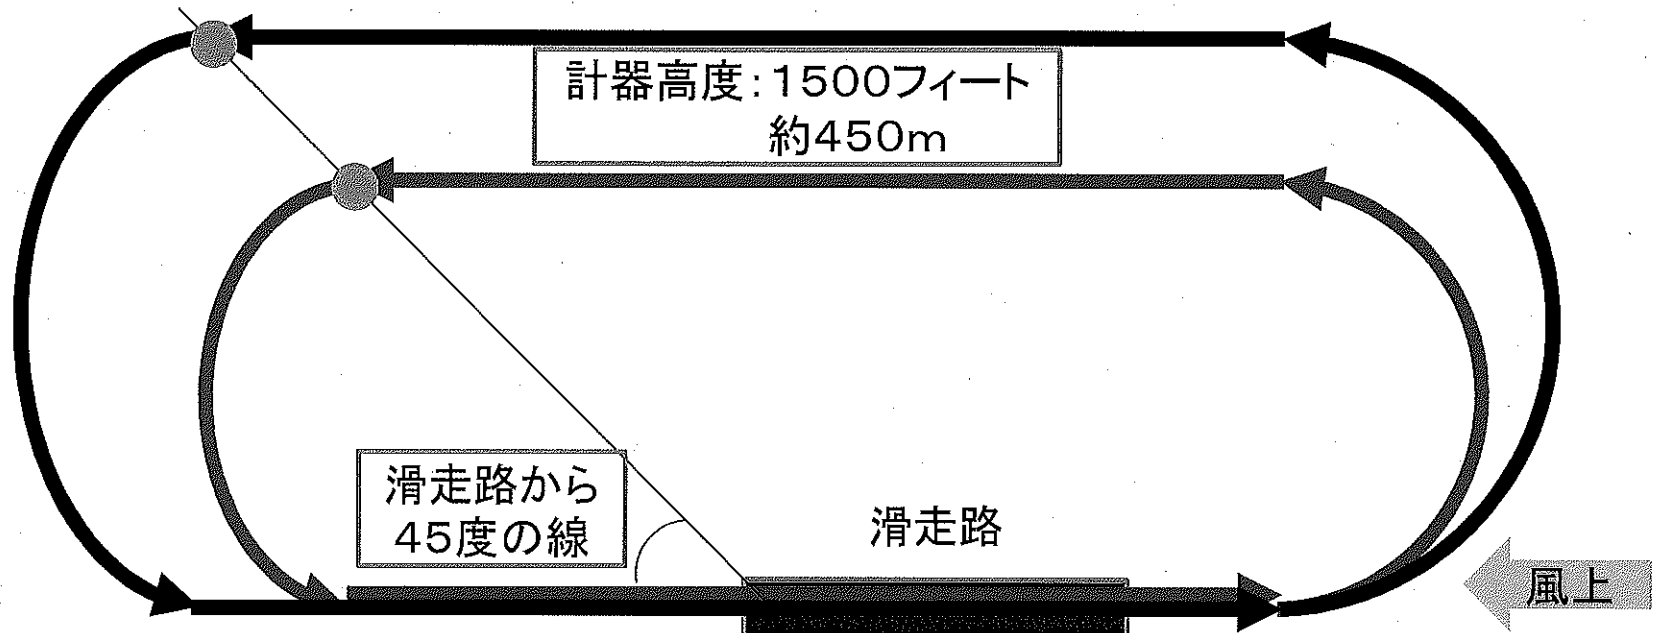 計器高度:1500フィート
約450m
滑走路から
45度の線
滑走路
風上